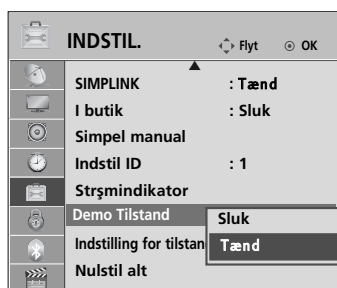 INDSTIL. Flyt OK
SIMPLINK : Tænd
I butik : Sluk
Simpel manual
Indstil ID : 1
Strşmindikator
Demo Tilstand Sluk
Indstilling for tilstan Tænd
Nulstil alt